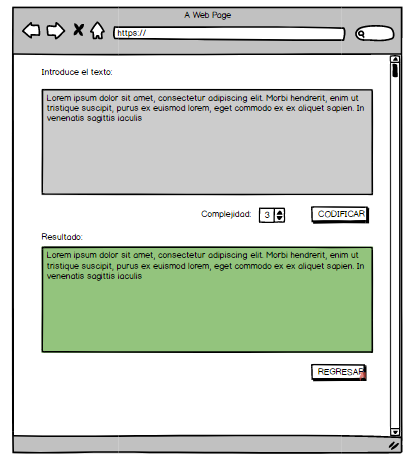 A Web Page
https://
Introduce el texto:
Lorem ipsum dolor sit amet, consectetur adipiscing elit. Morbi hendrerit, enim ut
tristique suscipit, purus ex euismod lorem, eget commodo ex ex aliquet sapien. In
venenatis sagittis iaculis
Complejidad: 3 CODIFICAR
Resultado:
Lorem ipsum dolor sit amet, consectetur adipiscing elit. Morbi hendrerit, enim ut
tristique suscipit, purus ex euismod lorem, eget commodo ex ex aliquet sapien. In
venenatis sagittis iaculis
REGRESAR